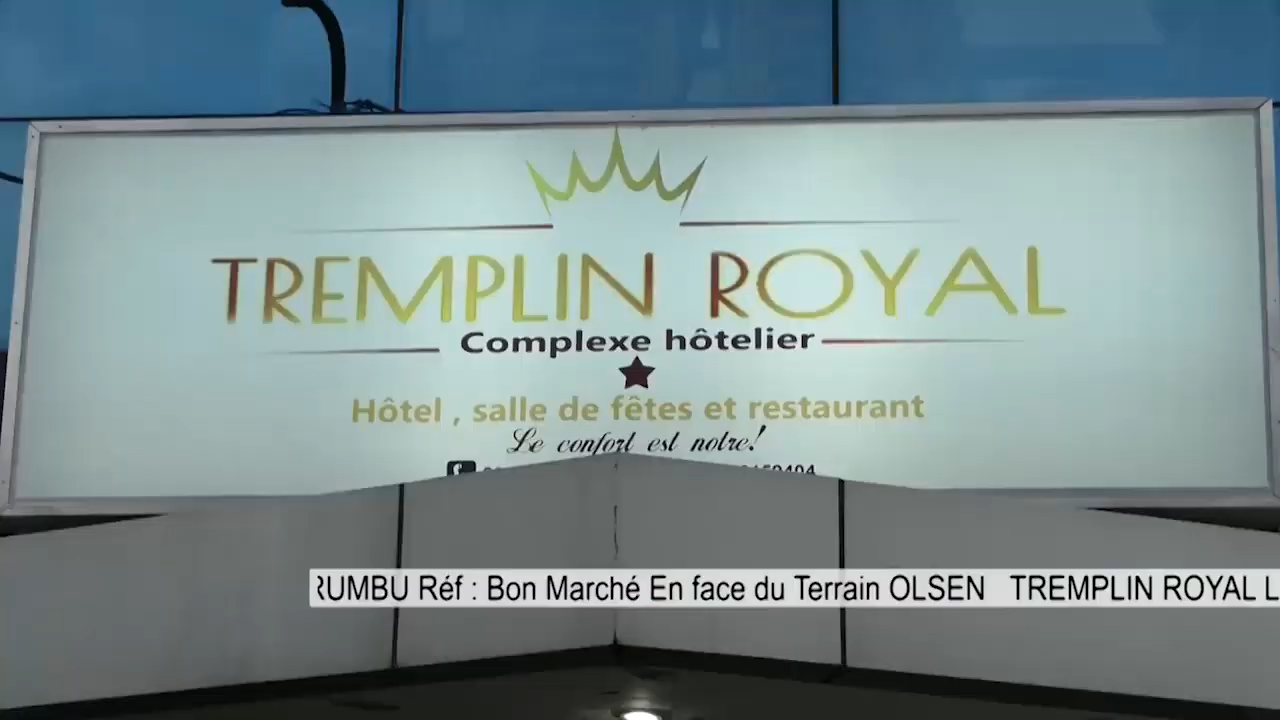 TREMPLIN ROYAL
Complexe hôtelier
Hôtel , salle de fêtes et restaurant
Le confort est notre!
RUMBU Réf : Bon Marché En face du Terrain OLSEN TREMPLIN ROYAL L